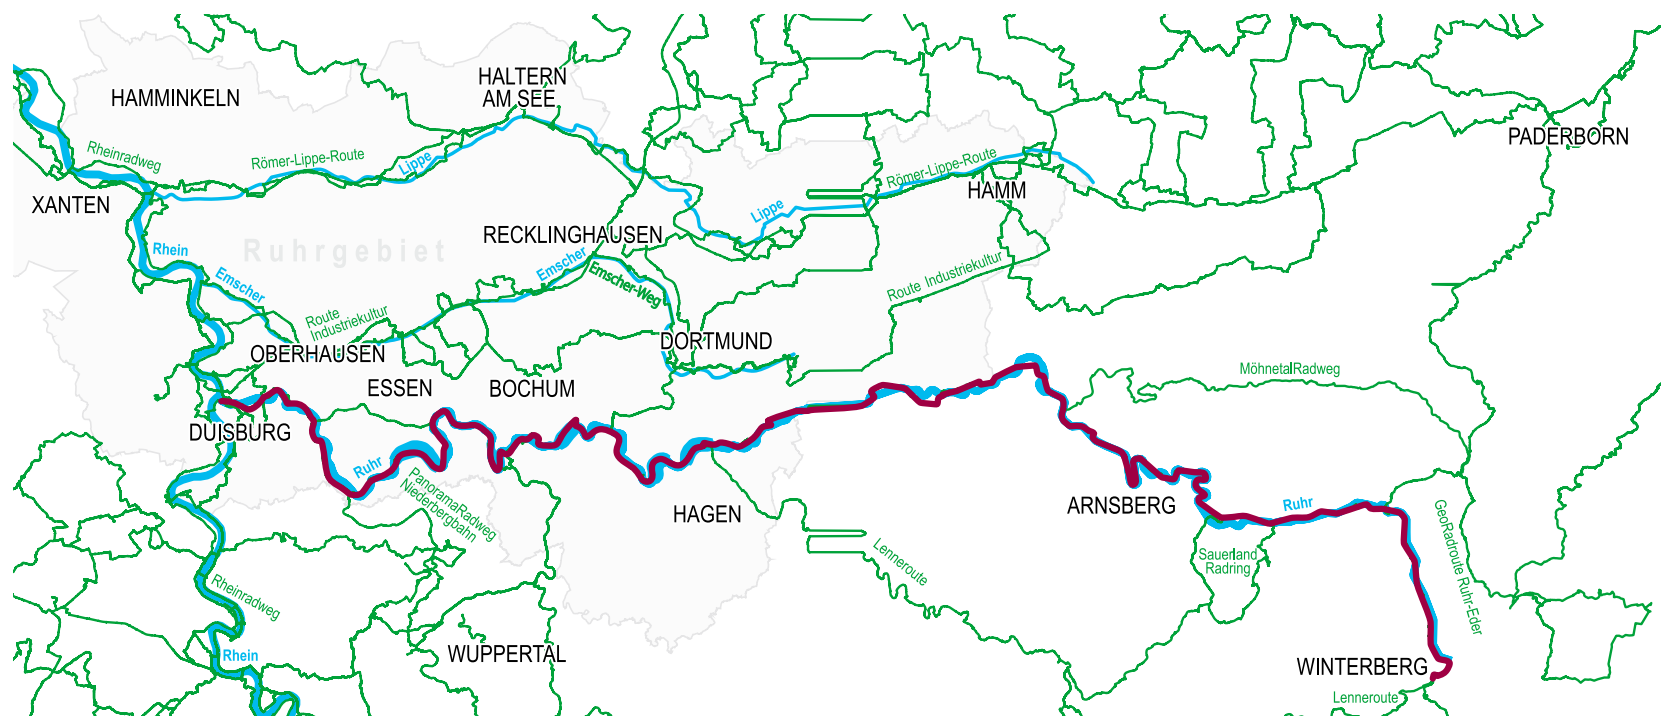 HALTERN
AM SEE
HAMMINKELN
PADERBORN
Rheinradweg
Römer-Lippe-Route
Lippe
Römer-Lippe-Route
HAMM
XANTEN
Lippe
Rhein
Ruhrgebiet
RECKLINGHAUSEN
Emscher
Emscher
Emscher-Weg
Route Industriekultur
Route
Industriekultur
OBERHAUSEN
DORTMUND
ESSEN
BOCHUM
MöhnetalRadweg
DUISBURG
Ruhr
PanoramaRadweg
Niederbergbahn
HAGEN
ARNSBERG
Ruhr
GeoRadroute Ruhr-Eder
Sauerland
Radring
Lenneroute
Rheinradweg
Rhein
WUPPERTAL
WINTERBERG
Lenneroute